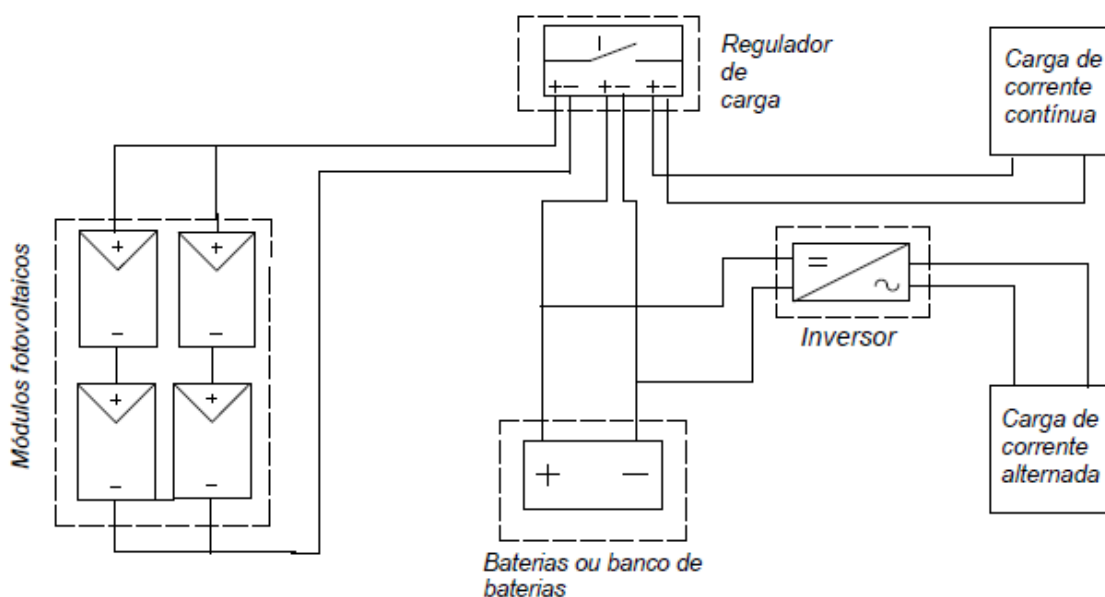 Regulador
de
carga
Carga de
corrente
contínua
+ − + − + −
Módulos fotovoltaicos
+ +
− −
+ +
− −
= ~
Inversor
Carga de
corrente
alternada
+ −
Baterias ou banco de
baterias